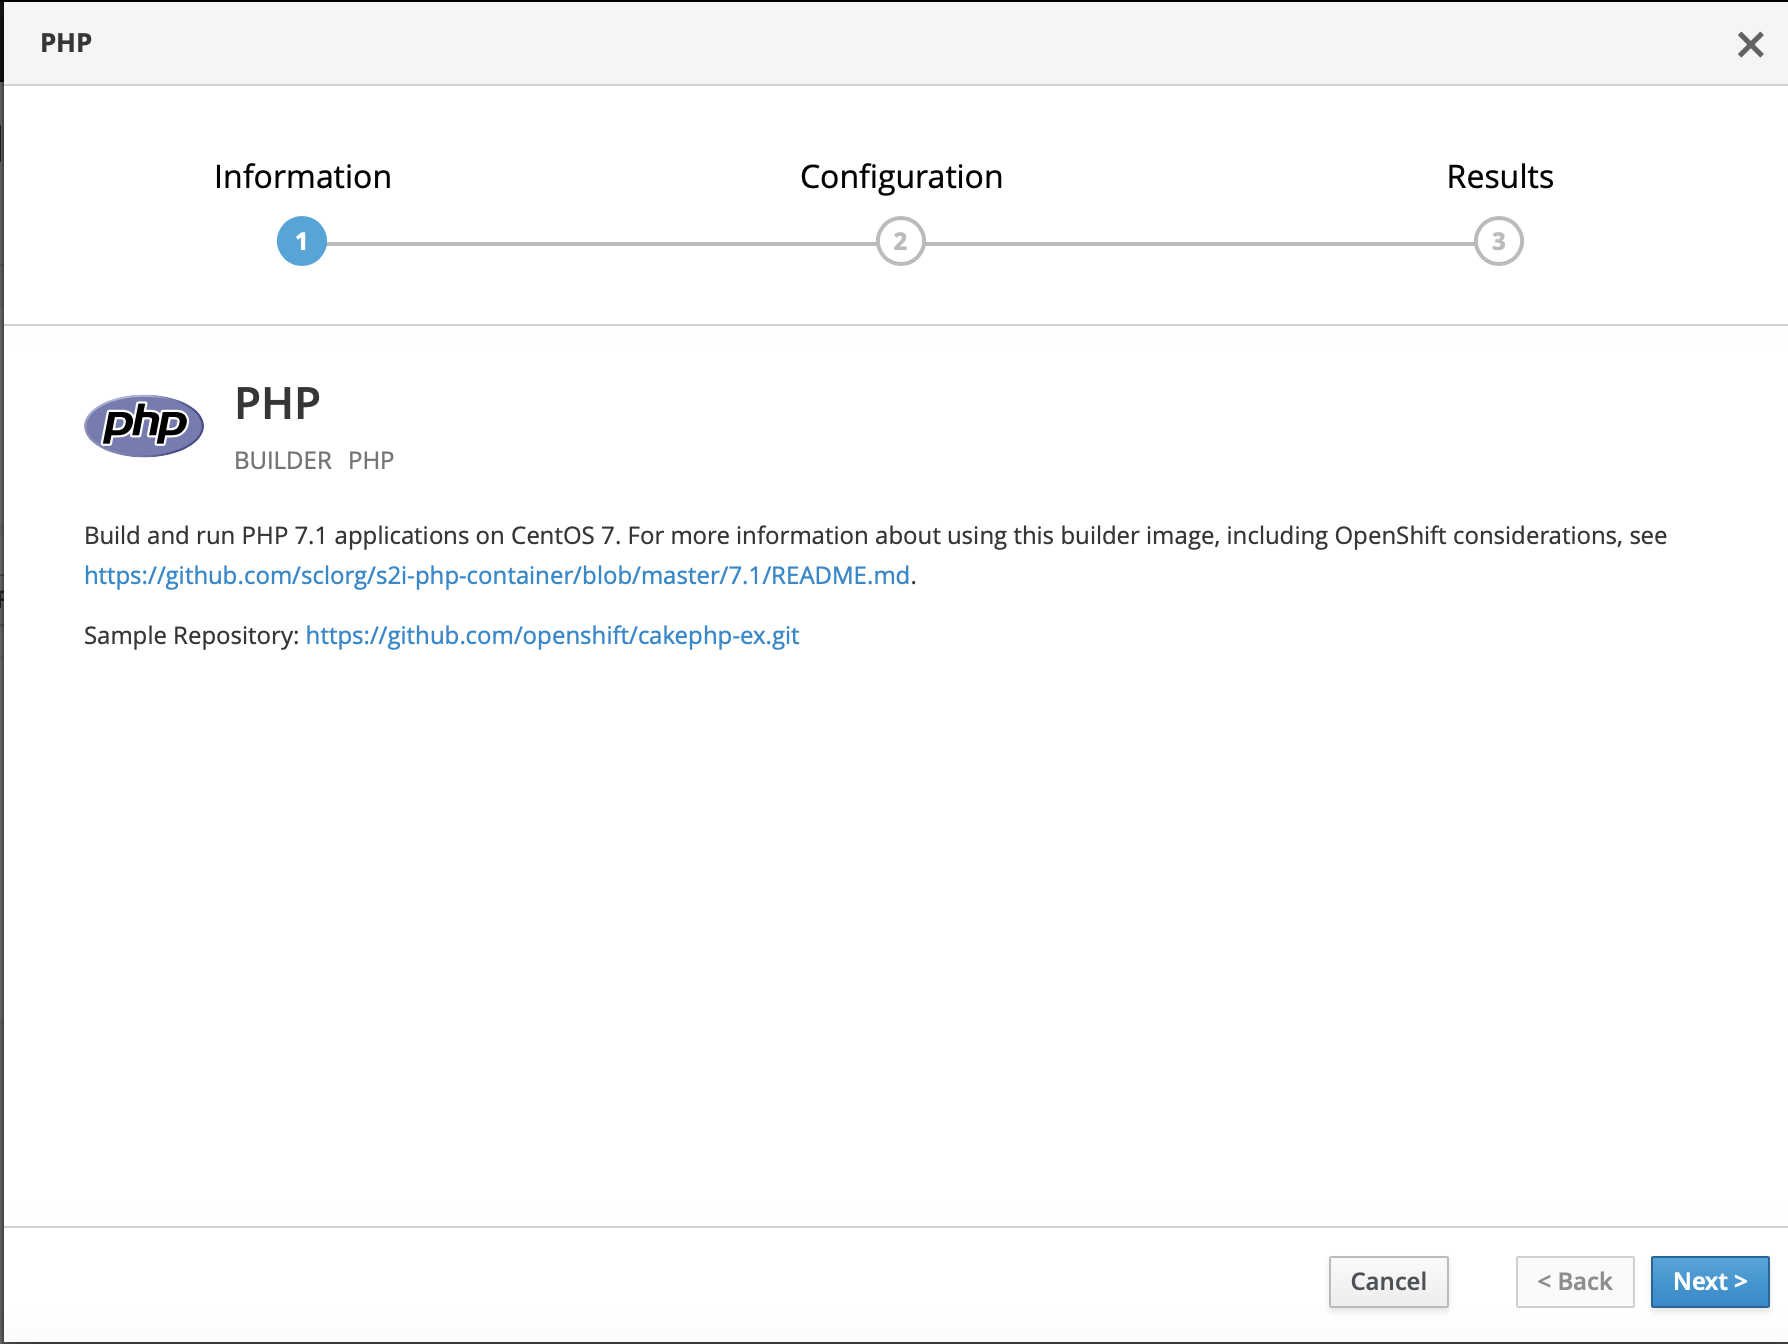 PHP
Information
Configuration
Results
1
2
3
php
PHP
BUILDER PHP
Build and run PHP 7.1 applications on CentOS 7. For more information about using this builder image, including OpenShift considerations, see
https://github.com/sclorg/s2i-php-container/blob/master/7.1/README.md.
Sample Repository: https://github.com/openshift/cakephp-ex.git
Cancel
< Back
Next >